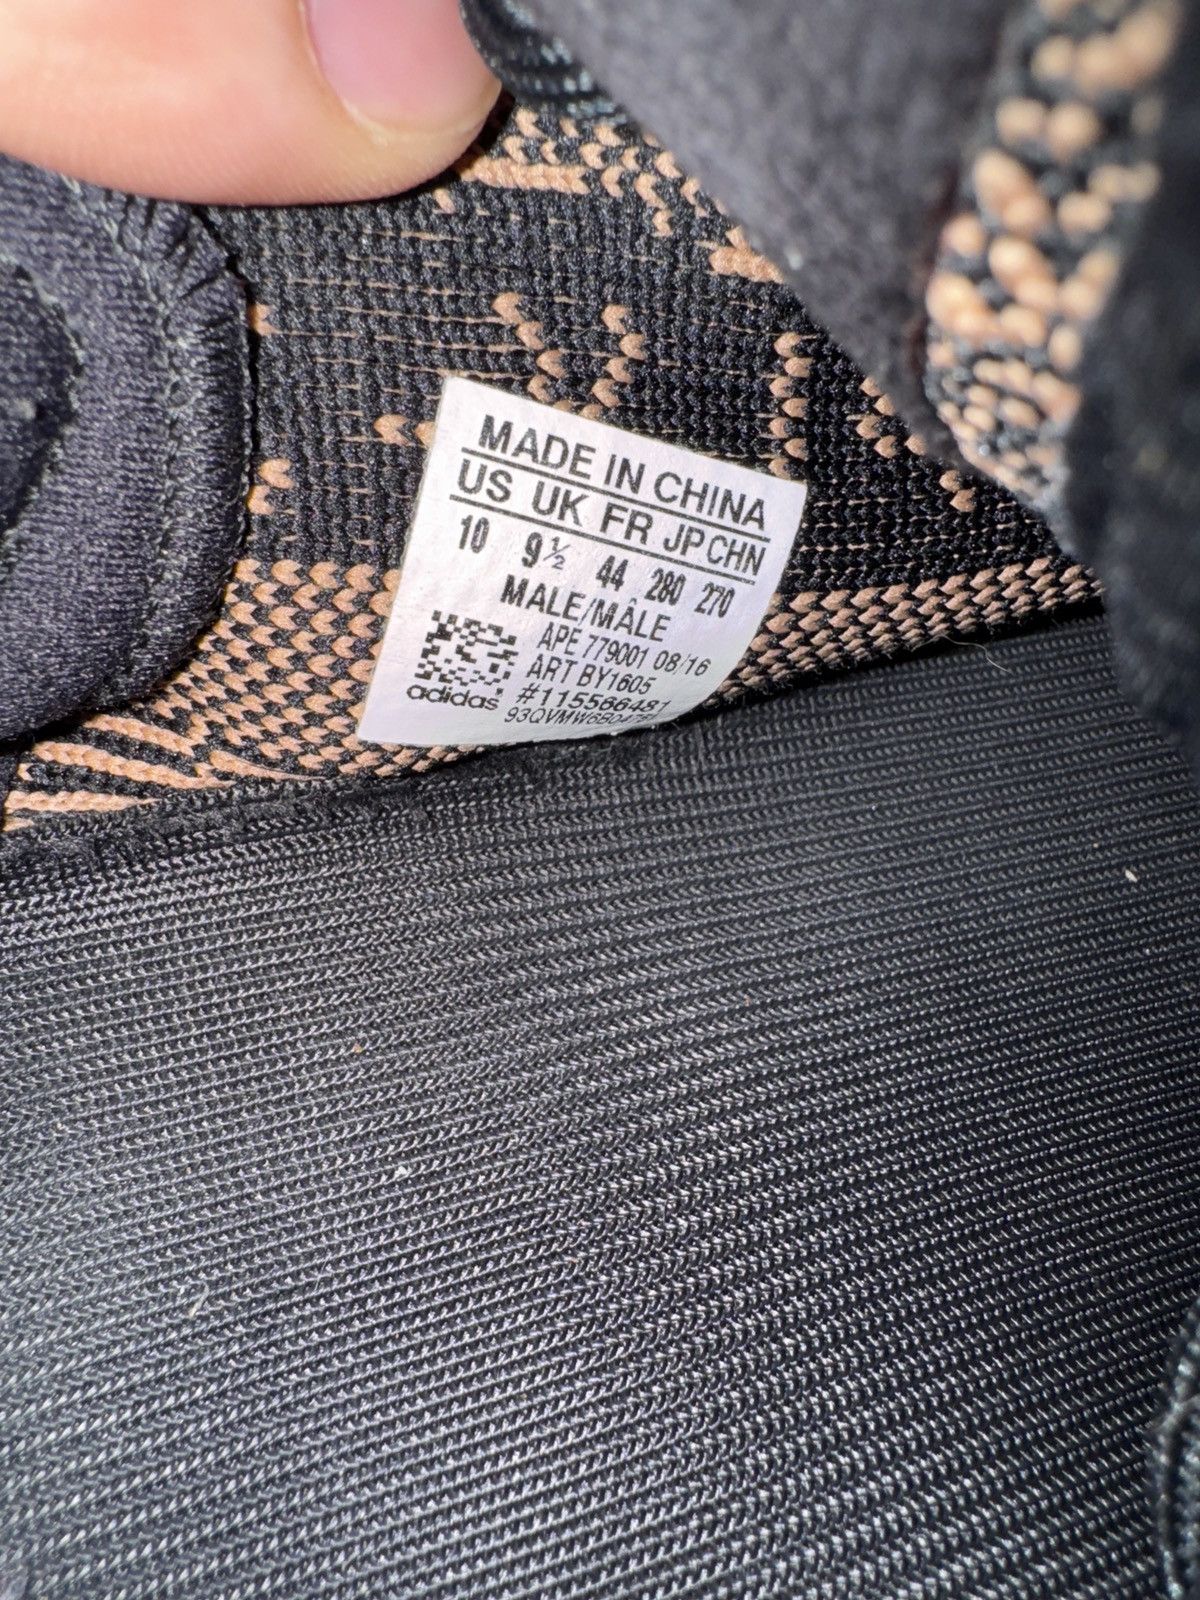 MADE IN CHINA
US UK FR JP CHN
10 9½ 44 280 270
MALE/MÂLE
APE 779001 08/16
ART BY1605
#115566481
adidas